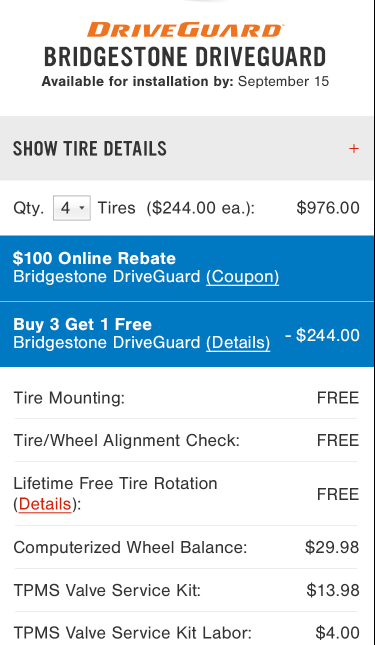 DRIVEGUARD
BRIDGESTONE DRIVEGUARD
Available for installation by: September 15
SHOW TIRE DETAILS +
Qty. 4 Tires ($244.00 ea.): $976.00
$100 Online Rebate
Bridgestone DriveGuard (Coupon)
Buy 3 Get 1 Free
Bridgestone DriveGuard (Details) - $244.00
Tire Mounting: FREE
Tire/Wheel Alignment Check: FREE
Lifetime Free Tire Rotation
(Details): FREE
Computerized Wheel Balance: $29.98
TPMS Valve Service Kit: $13.98
TPMS Valve Service Kit Labor: $4.00